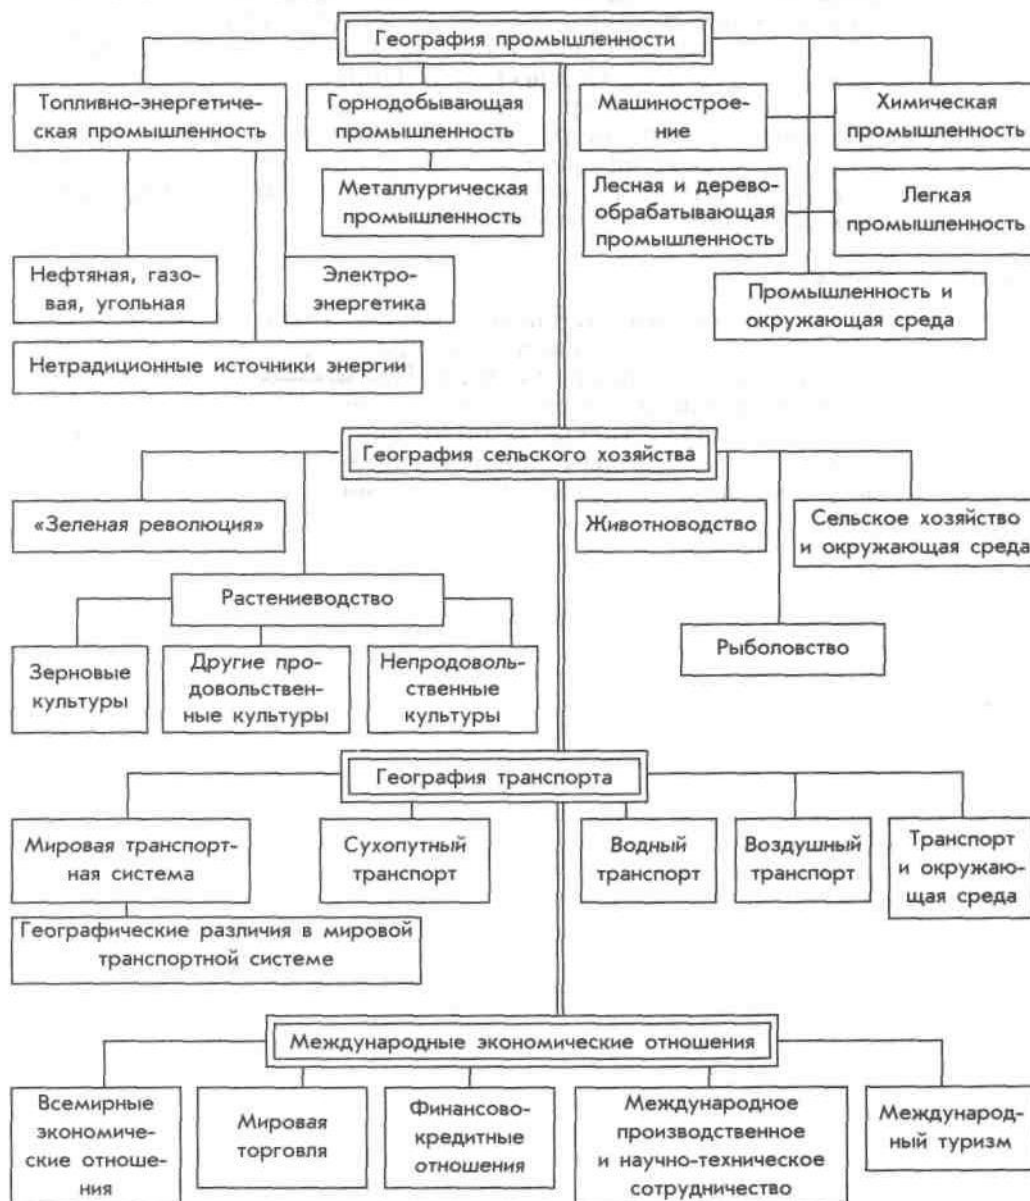 География промышленности
Топливно-энергетиче-
ская промышленность
Горнодобывающая
промышленность
Машинострое-
ние
Химическая
промышленность
Металлургическая
промышленность
Лесная и дерево-
обрабатывающая
промышленность
Легкая
промышленность
Нефтяная, газо-
вая, угольная
Электро-
энергетика
Промышленность и
окружающая среда
Нетрадиционные источники энергии
География сельского хозяйства
«Зеленая революция»
Животноводство
Сельское хозяйство
и окружающая среда
Растениеводство
Рыболовство
Зерновые
культуры
Другие про-
довольствен-
ные культуры
Непродоволь-
ственные
культуры
География транспорта
Мировая транспорт-
ная система
Сухопутный
транспорт
Водный
транспорт
Воздушный
транспорт
Транспорт
и окружаю-
щая среда
Географические различия в мировой
транспортной системе
Международные экономические отношения
Всемирные
экономиче-
ские отноше-
ния
Мировая
торговля
Финансово-
кредитные
отношения
Международное
производственное
и научно-техническое
сотрудничество
Международ-
ный туризм